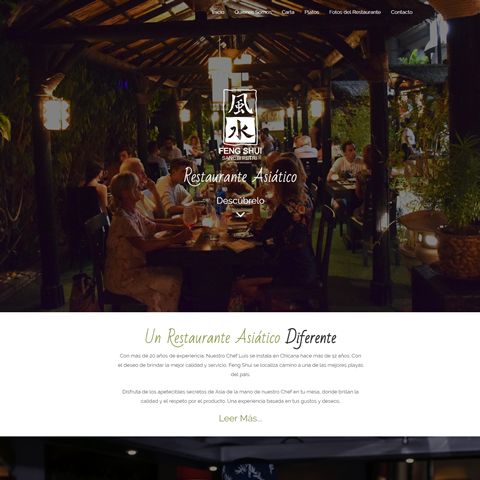 Inicio Quienes Somos Carta Platos Fotos del Restaurante Contacto
風
水
FENG SHUI
SANCTI PETRI
Restaurante Asiático
Descúbrelo
Un Restaurante Asiático Diferente
Con más de 20 años de experiencia. Nuestro Chef Luis se instala en Chicana hace más de 12 años. Con
el deseo de brindar la mejor calidad y servicio. Feng Shui se localiza camino a una de las mejores playas
del país.
Disfruta de los apetecibles secretos de Asia de la mano de nuestro Chef en tu mesa, donde brillan la
calidad y el respeto por el producto. Una experiencia basada en tus gustos y deseos.
Leer Más...